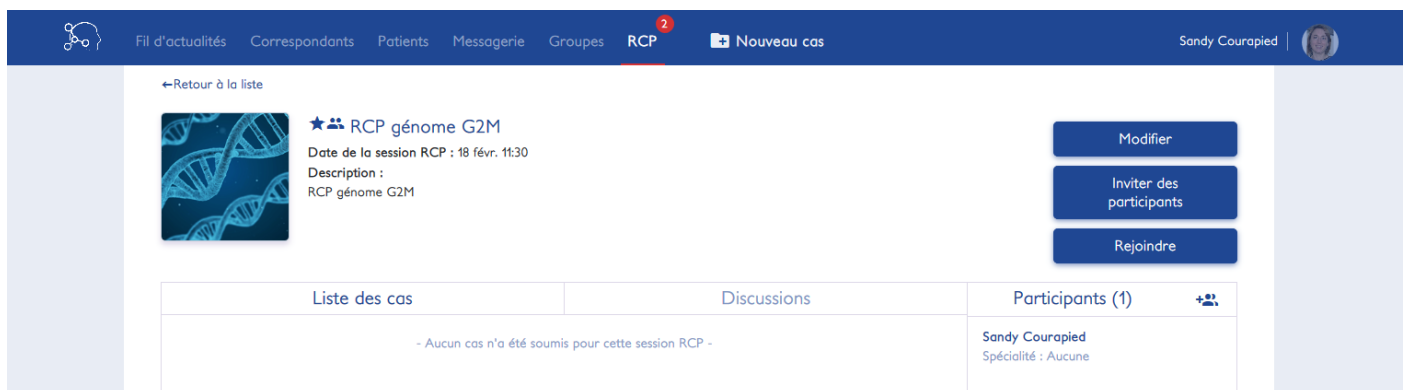 Fil d'actualités Correspondants Patients Messagerie Groupes RCP 2 Nouveau cas Sandy Courapied
←Retour à la liste
RCP génome G2M
Date de la session RCP : 18 févr. 11:30
Description :
RCP génome G2M
Modifier
Inviter des
participants
Rejoindre
Liste des cas Discussions Participants (1)
- Aucun cas n'a été soumis pour cette session RCP -
Sandy Courapied
Spécialité : Aucune